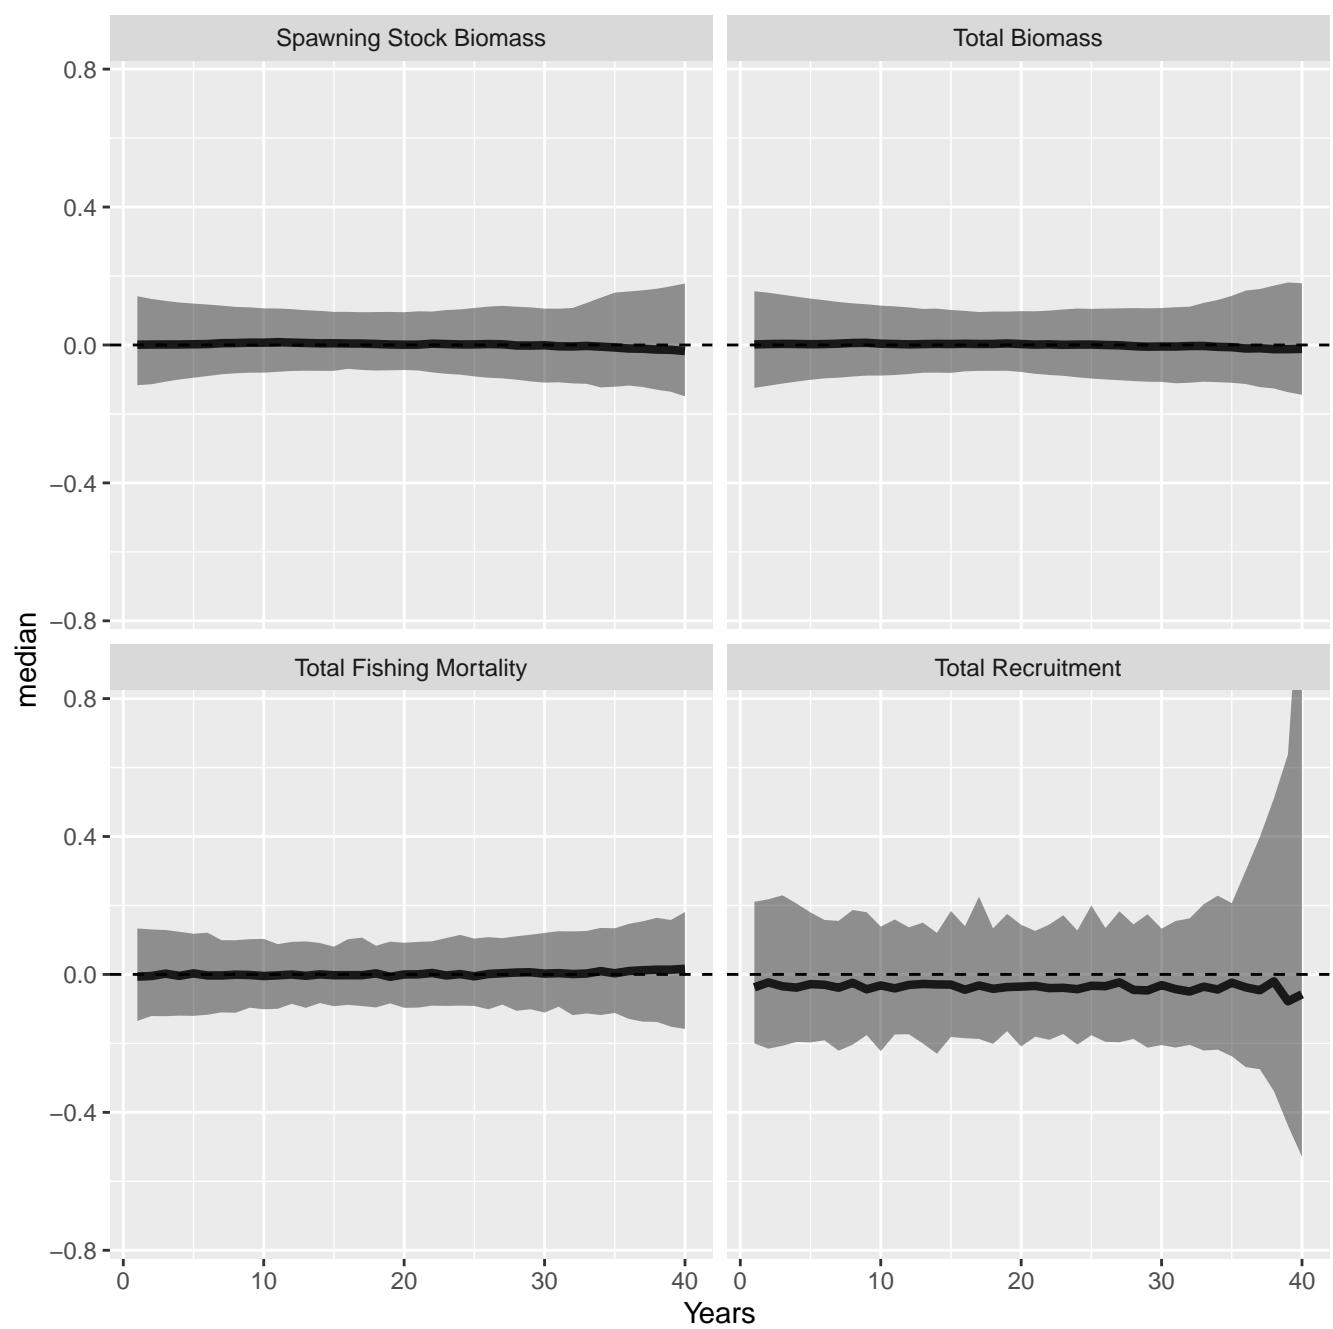 Spawning Stock Biomass
Total Biomass
0.8
0.4
0.0
−0.4
−0.8
Total Fishing Mortality
Total Recruitment
0.8
0.4
0.0
−0.4
−0.8
0 10 20 30 40
0 10 20 30 40
Years
median